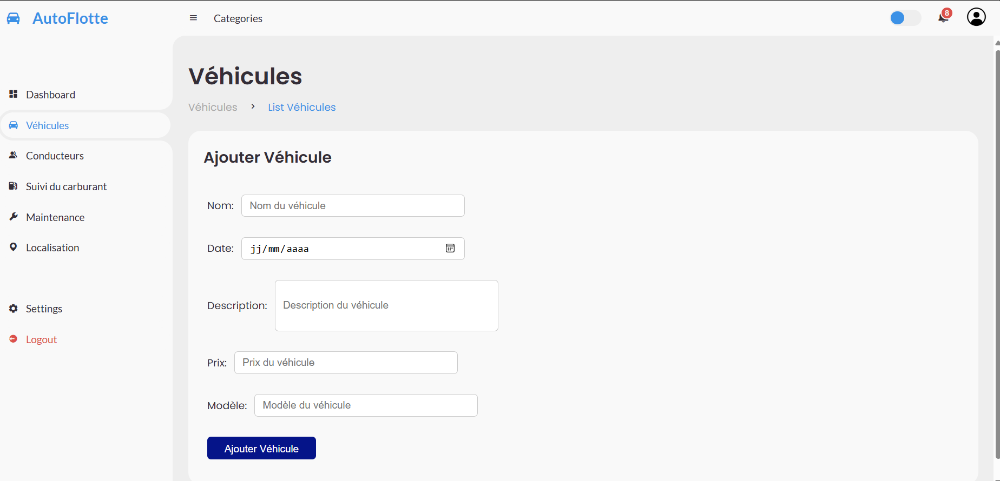 AutoFlotte
Categories
8
Dashboard
Véhicules
Conducteurs
Suivi du carburant
Maintenance
Localisation
Settings
Logout
Véhicules
Véhicules > List Véhicules
Ajouter Véhicule
Nom: Nom du véhicule
Date: jj/mm/aaaa
Description: Description du véhicule
Prix: Prix du véhicule
Modèle: Modèle du véhicule
Ajouter Véhicule